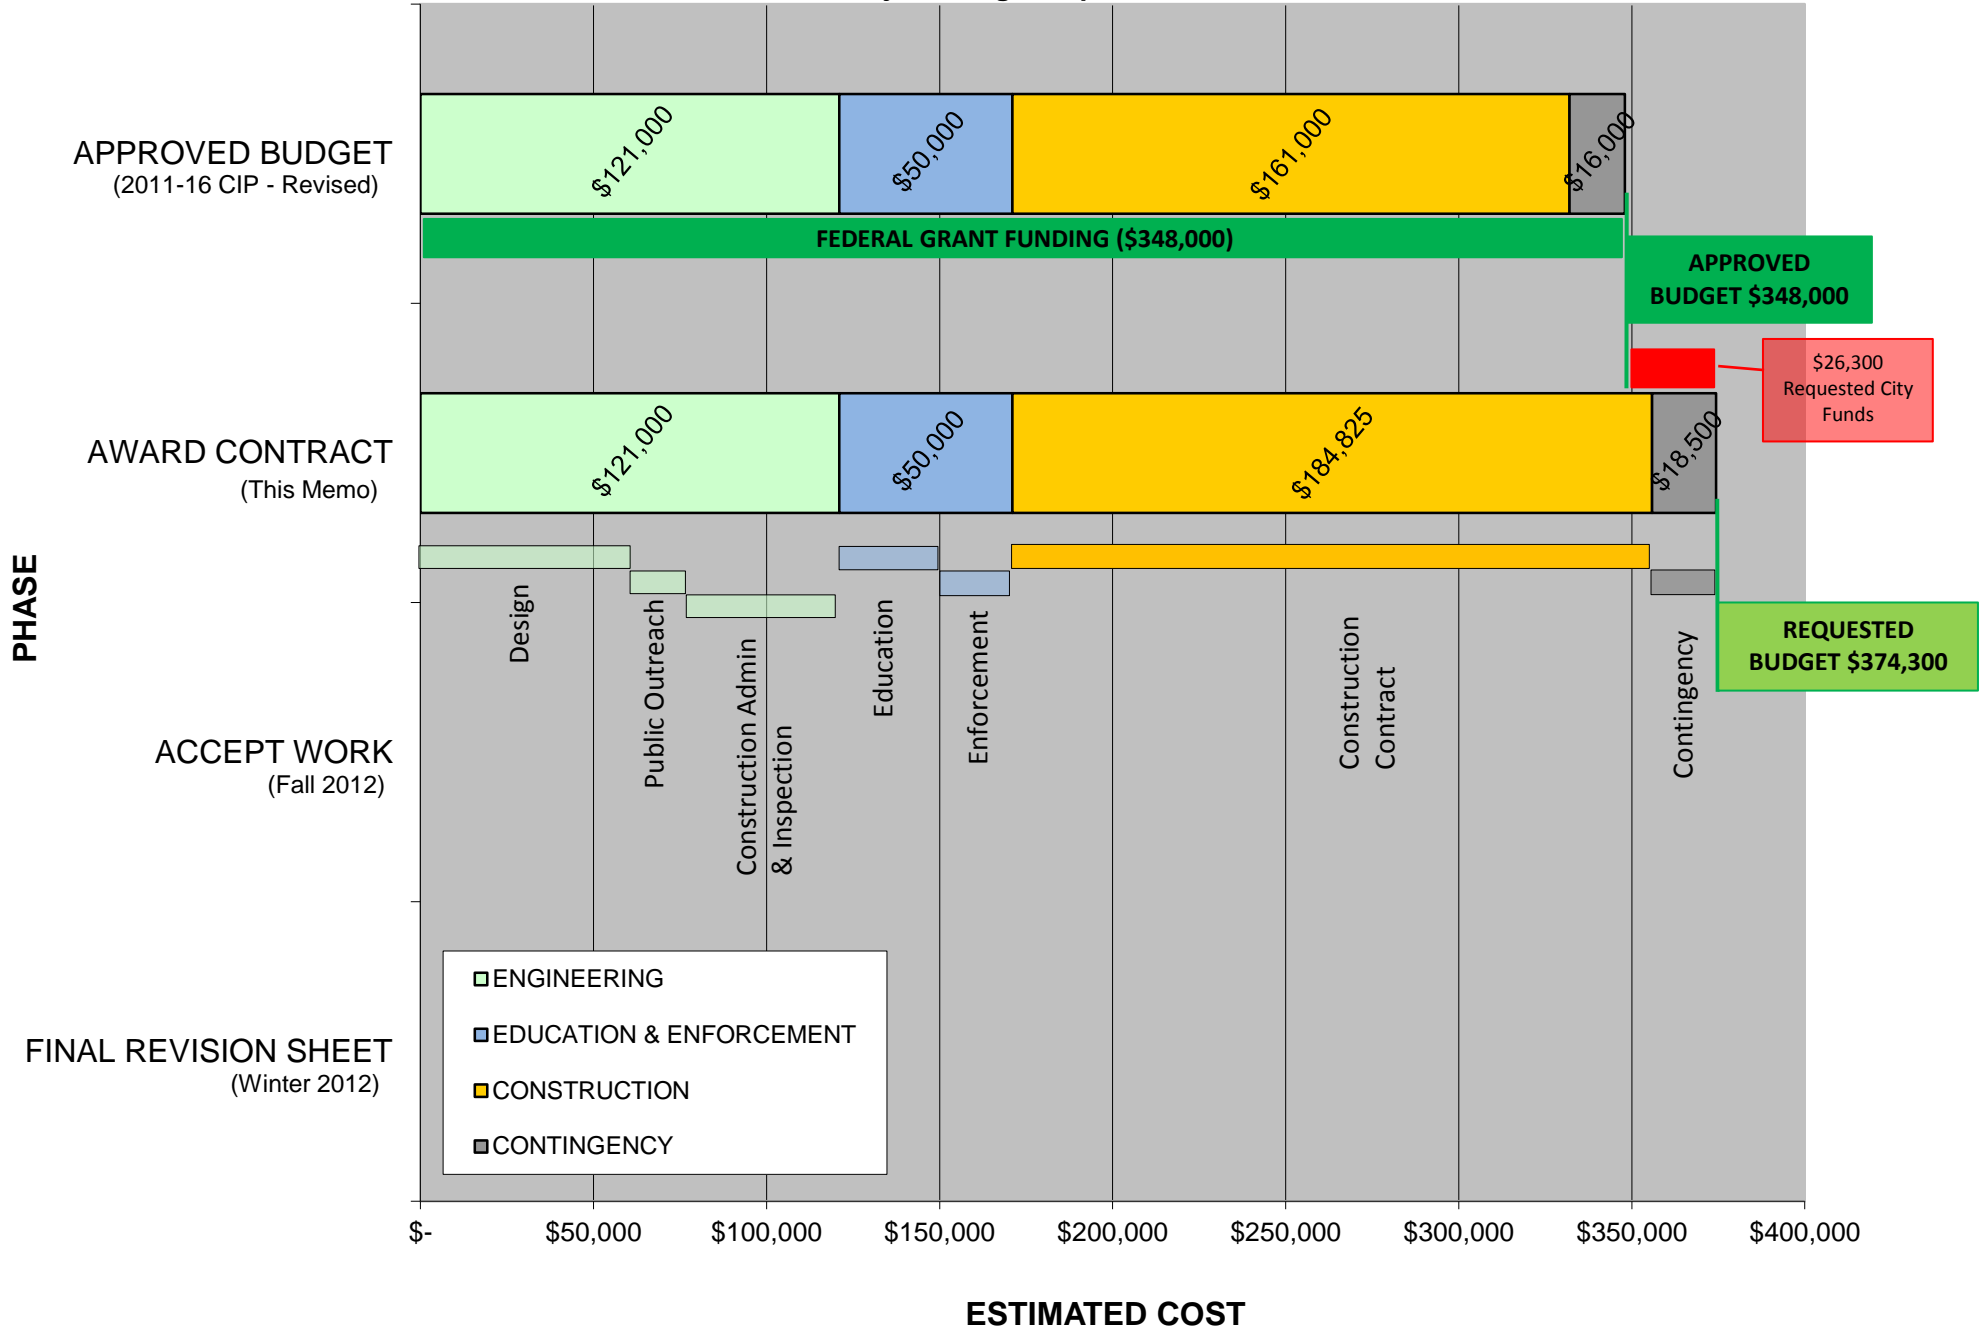 APPROVED BUDGET
(2011-16 CIP - Revised)
$121,000
$50,000
$161,000
$16,000
FEDERAL GRANT FUNDING ($348,000)
APPROVED
BUDGET $348,000
$26,300
Requested City
Funds
AWARD CONTRACT
(This Memo)
$121,000
$50,000
$184,825
$18,500
PHASE
Design
Public Outreach
Construction Admin
& Inspection
Education
Enforcement
Construction
Contract
Contingency
REQUESTED
BUDGET $374,300
ACCEPT WORK
(Fall 2012)
FINAL REVISION SHEET
(Winter 2012)
ENGINEERING
EDUCATION & ENFORCEMENT
CONSTRUCTION
CONTINGENCY
$- $50,000 $100,000 $150,000 $200,000 $250,000 $300,000 $350,000 $400,000
ESTIMATED COST